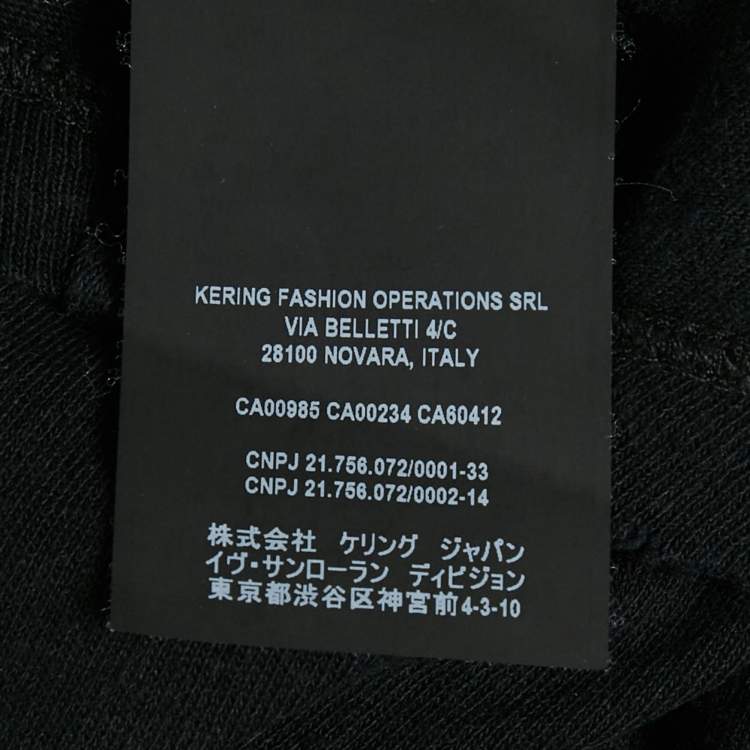 KERING FASHION OPERATIONS SRL
VIA BELLETTI 4/C
28100 NOVARA, ITALY
CA00985 CA00234 CA60412
CNPJ 21.756.072/0001-33
CNPJ 21.756.072/0002-14
株式会社 ケリング ジャパン
イヴ・サンローラン ディビジョン
東京都渋谷区神宮前4-3-10